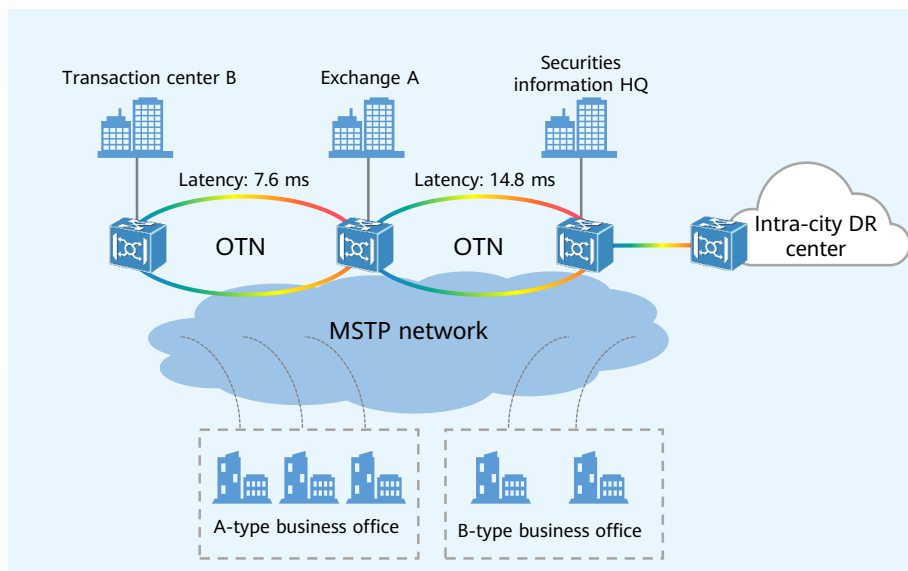 Transaction center B
Exchange A
Securities
information HQ
Latency: 7.6 ms
Latency: 14.8 ms
OTN
OTN
Intra-city DR
center
MSTP network
A-type business office
B-type business office